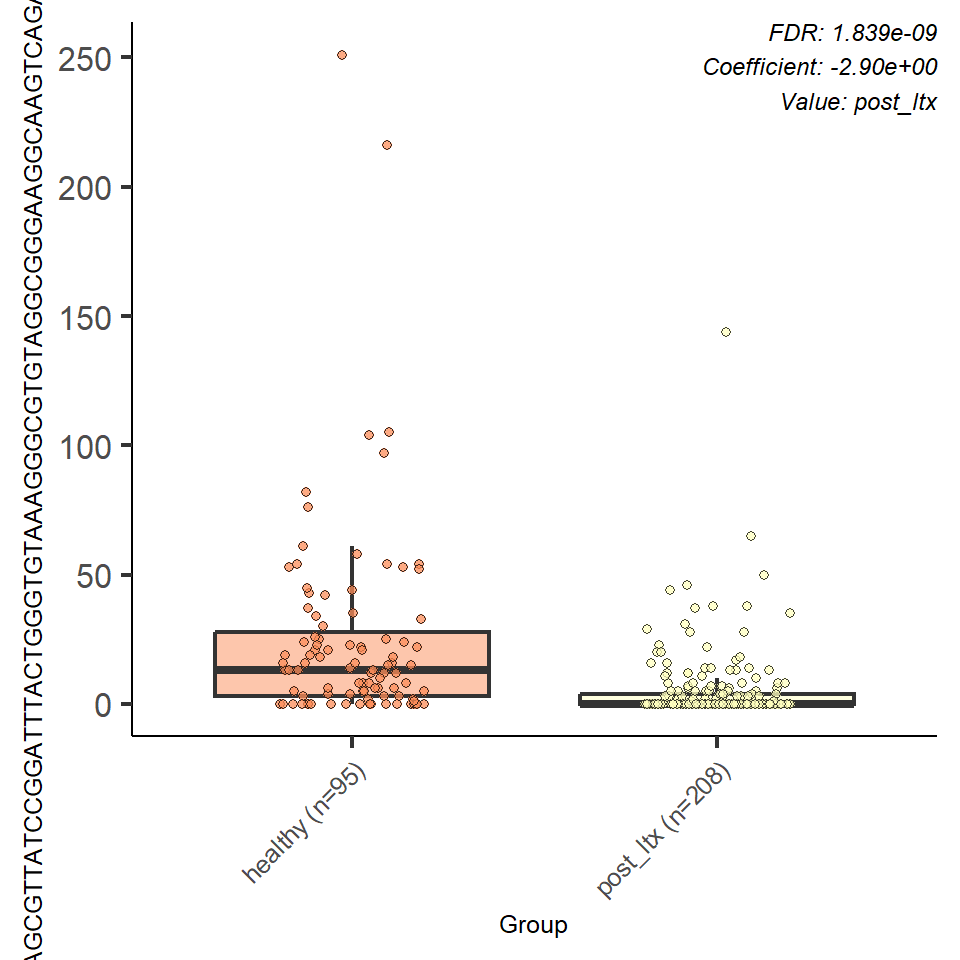 FDR: 1.839e-09
Coefficient: -2.90e+00
Value: post_ltx
AGCGTTATCCGGATTTACTGGGTGTAAAGGGCGTGTAGGCGGGAAGGCAAGTCAGA
250
200
150
100
50
0
healthy (n=95)
post_ltx (n=208)
Group